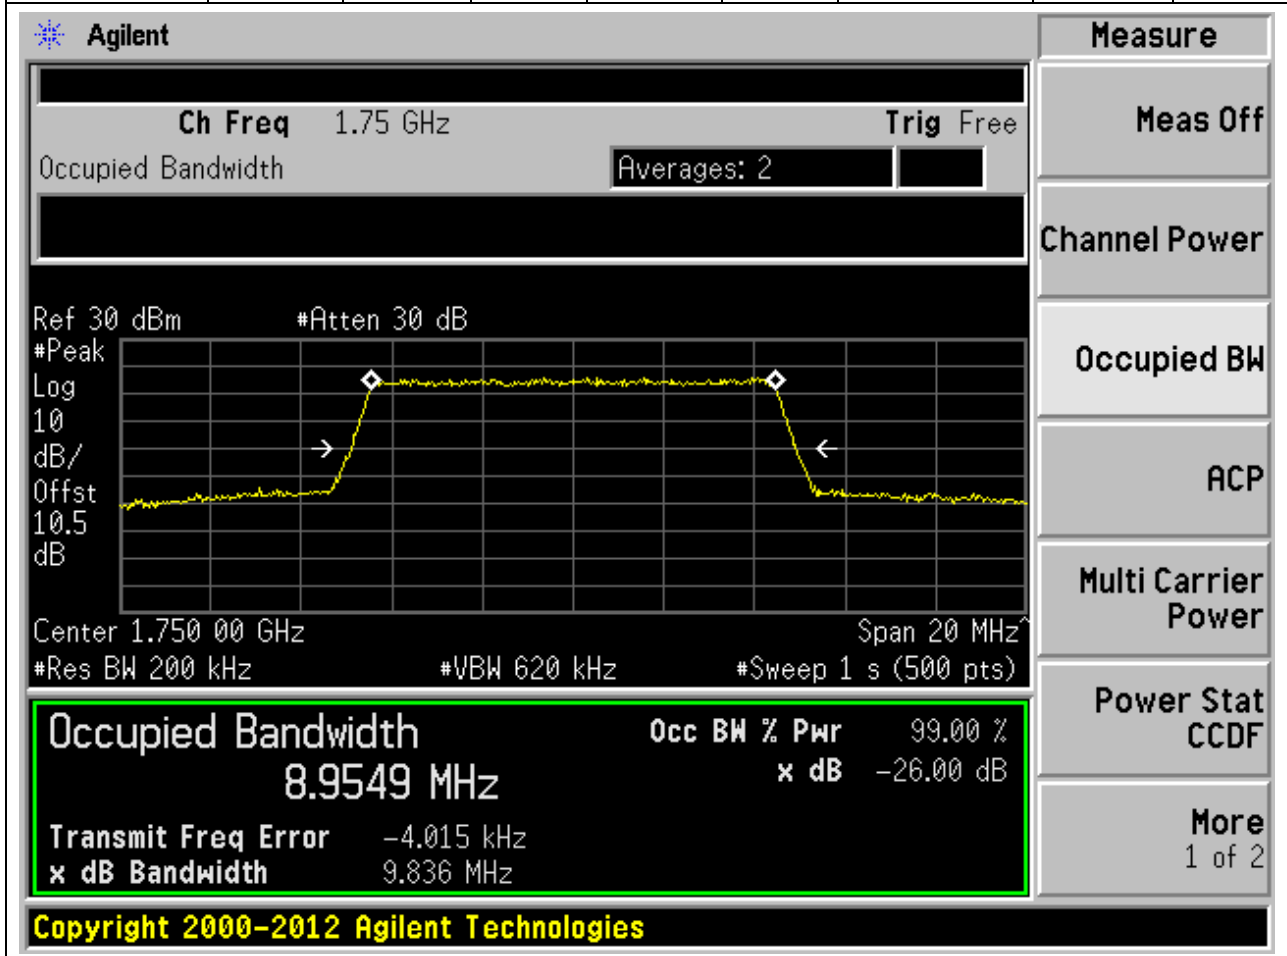 Agilent
Measure
Ch Freq 1.75 GHz Trig Free
Occupied Bandwidth Averages: 2
Meas Off
Channel Power
Occupied BW
ACP
Multi Carrier
Power
Power Stat
CCDF
More
1 of 2
Ref 30 dBm #Atten 30 dB
#Peak
Log
10
dB/
Offst
10.5
dB
Center 1.750 00 GHz Span 20 MHz^
#Res BW 200 kHz #VBW 620 kHz #Sweep 1 s (500 pts)
Occupied Bandwidth Occ BW % Pwr 99.00 %
8.9549 MHz x dB -26.00 dB
Transmit Freq Error -4.015 kHz
x dB Bandwidth 9.836 MHz
Copyright 2000-2012 Agilent Technologies